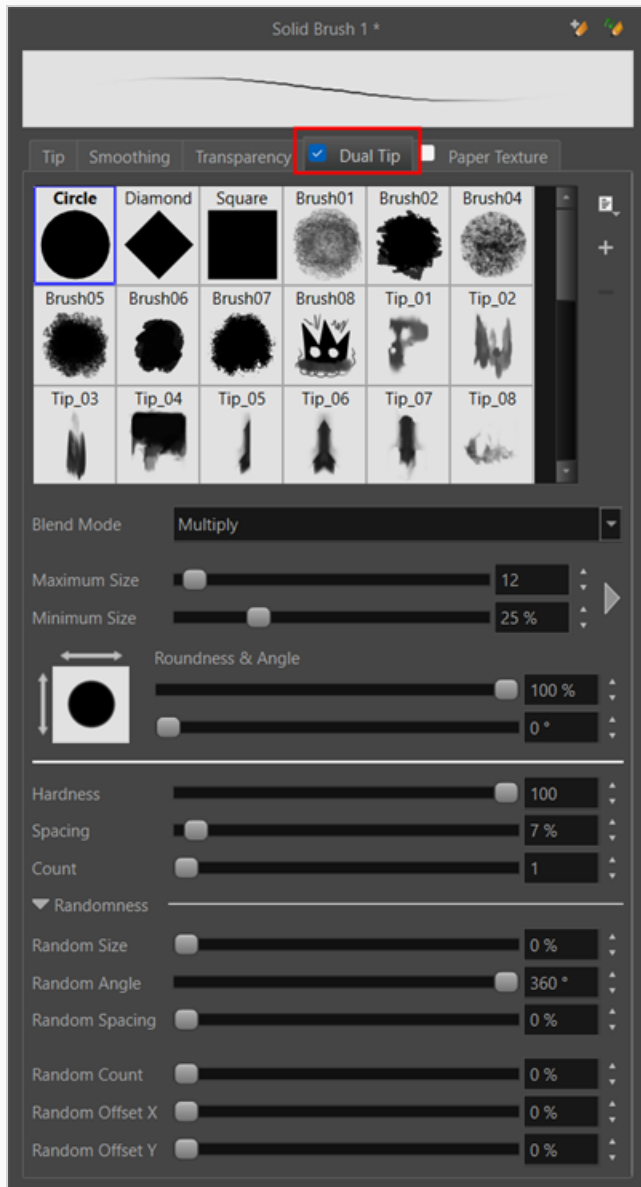 Solid Brush 1 *
Tip Smoothing Transparency Dual Tip Paper Texture
Circle Diamond Square Brush01 Brush02 Brush04
Brush05 Brush06 Brush07 Brush08 Tip_01 Tip_02
Tip_03 Tip_04 Tip_05 Tip_06 Tip_07 Tip_08
Blend Mode Multiply
Maximum Size 12
Minimum Size 25 %
Roundness & Angle
100 %
0 °
Hardness 100
Spacing 7 %
Count 1
Randomness
Random Size 0 %
Random Angle 360 °
Random Spacing 0 %
Random Count 0 %
Random Offset X 0 %
Random Offset Y 0 %